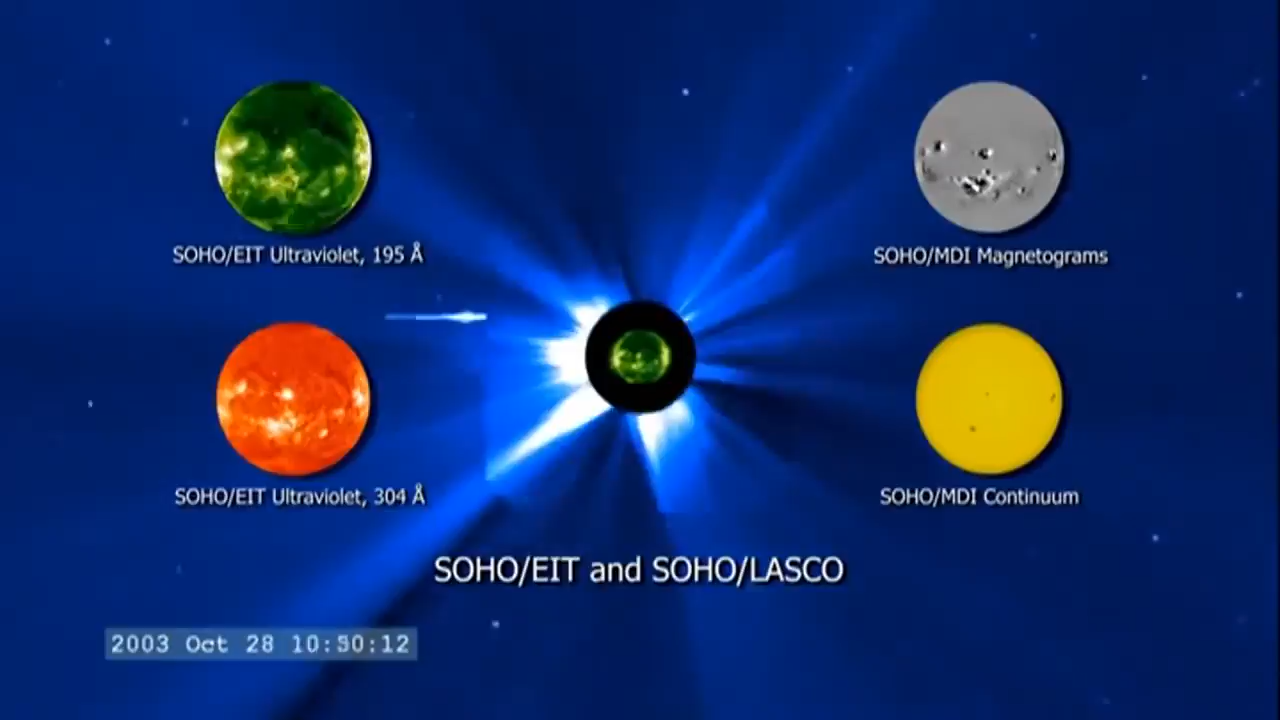 SOHO/EIT Ultraviolet, 195 Å
SOHO/MDI Magnetograms
SOHO/EIT Ultraviolet, 304 Å
SOHO/MDI Continuum
SOHO/EIT and SOHO/LASCO
2003 Oct 28 10:50:12